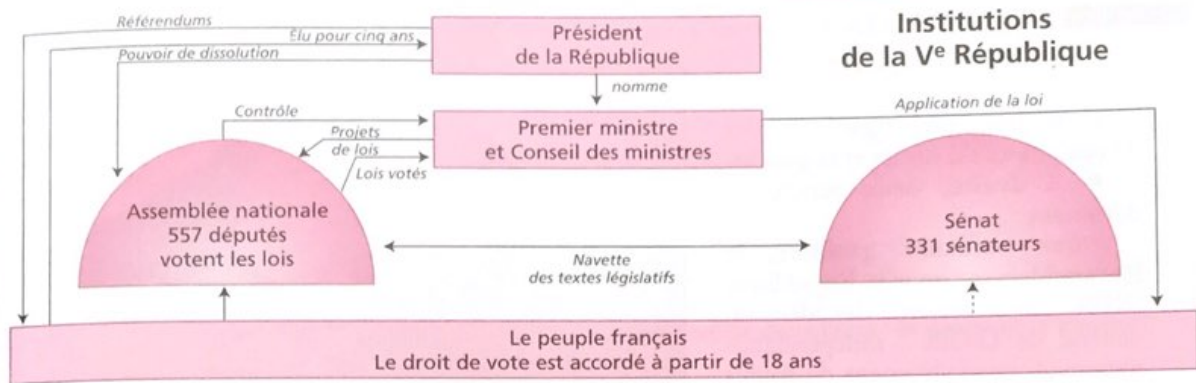 Institutions
de la Ve République
Référendums
Élu pour cinq ans
Pouvoir de dissolution
Président
de la République
nomme
Contrôle
Projets
de lois
Lois votés
Premier ministre
et Conseil des ministres
Application de la loi
Assemblée nationale
557 députés
votent les lois
Navette
des textes législatifs
Sénat
331 sénateurs
Le peuple français
Le droit de vote est accordé à partir de 18 ans